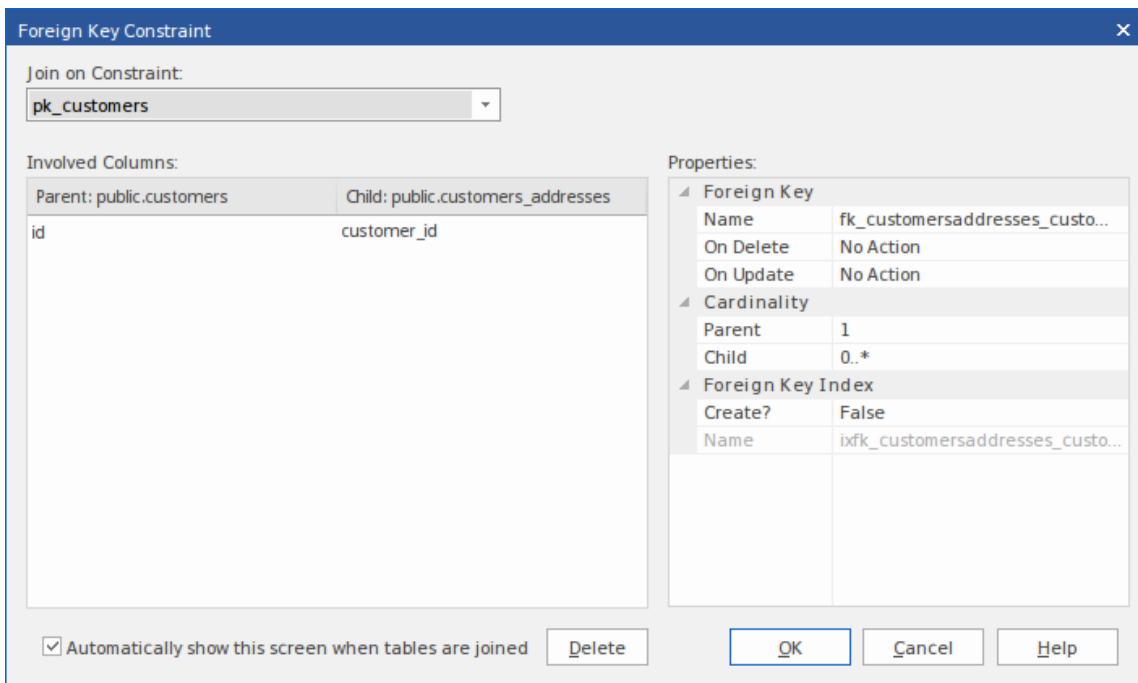 Foreign Key Constraint
Join on Constraint:
pk_customers
Involved Columns:
Parent: public.customers Child: public.customers_addresses
id customer_id
Properties:
Foreign Key
Name fk_customersaddresses_custo...
On Delete No Action
On Update No Action
Cardinality
Parent 1
Child 0..*
Foreign Key Index
Create? False
Name ixfk_customersaddresses_custo...
Automatically show this screen when tables are joined Delete OK Cancel Help